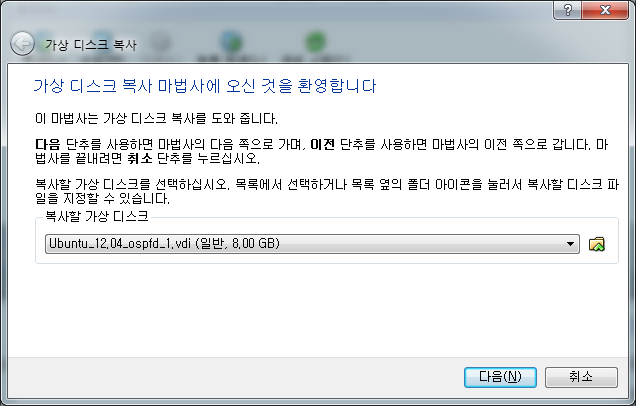 가상 디스크 복사
가상 디스크 복사 마법사에 오신 것을 환영합니다
이 마법사는 가상 디스크 복사를 도와 줍니다.
다음 단추를 사용하면 마법사의 다음 쪽으로 가며, 이전 단추를 사용하면 마법사의 이전 쪽으로 갑니다. 마
법사를 끝내려면 취소 단추를 누르십시오.
복사할 가상 디스크를 선택하십시오. 목록에서 선택하거나 목록 옆의 폴더 아이콘을 눌러서 복사할 디스크 파
일을 지정할 수 있습니다.
복사할 가상 디스크
Ubuntu_12.04_ospfd_1.vdi (일반, 8.00 GB)
다음(N)
취소